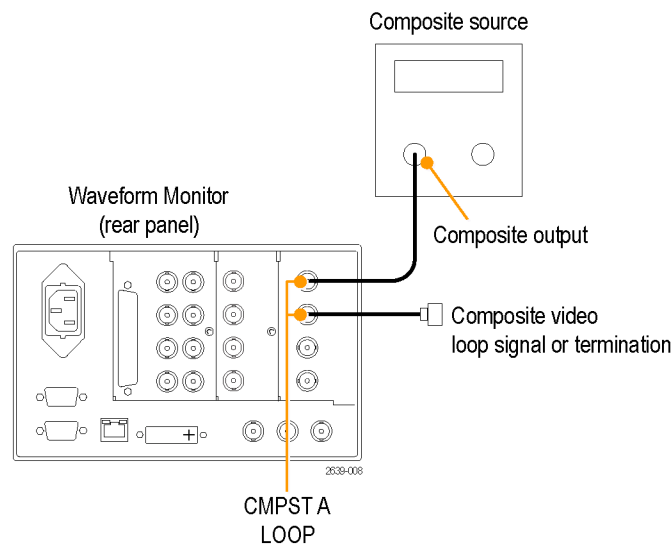 Composite source
Waveform Monitor
(rear panel)
Composite output
Composite video
loop signal or termination
2639-008
CMPST A
LOOP